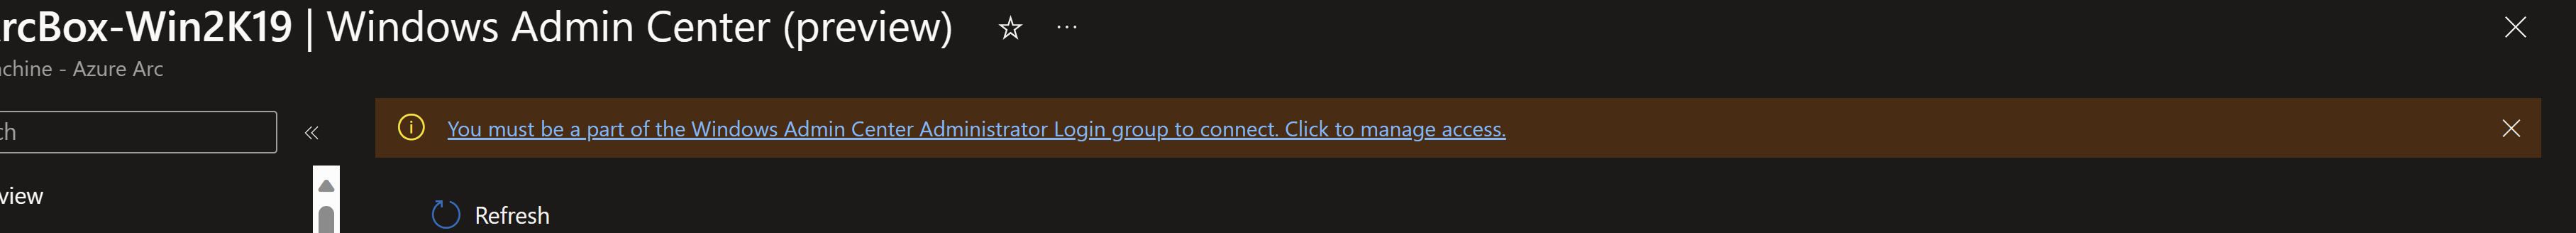 rcBox-Win2K19 | Windows Admin Center (preview)
chine - Azure Arc
ch
You must be a part of the Windows Admin Center Administrator Login group to connect. Click to manage access.
view
Refresh